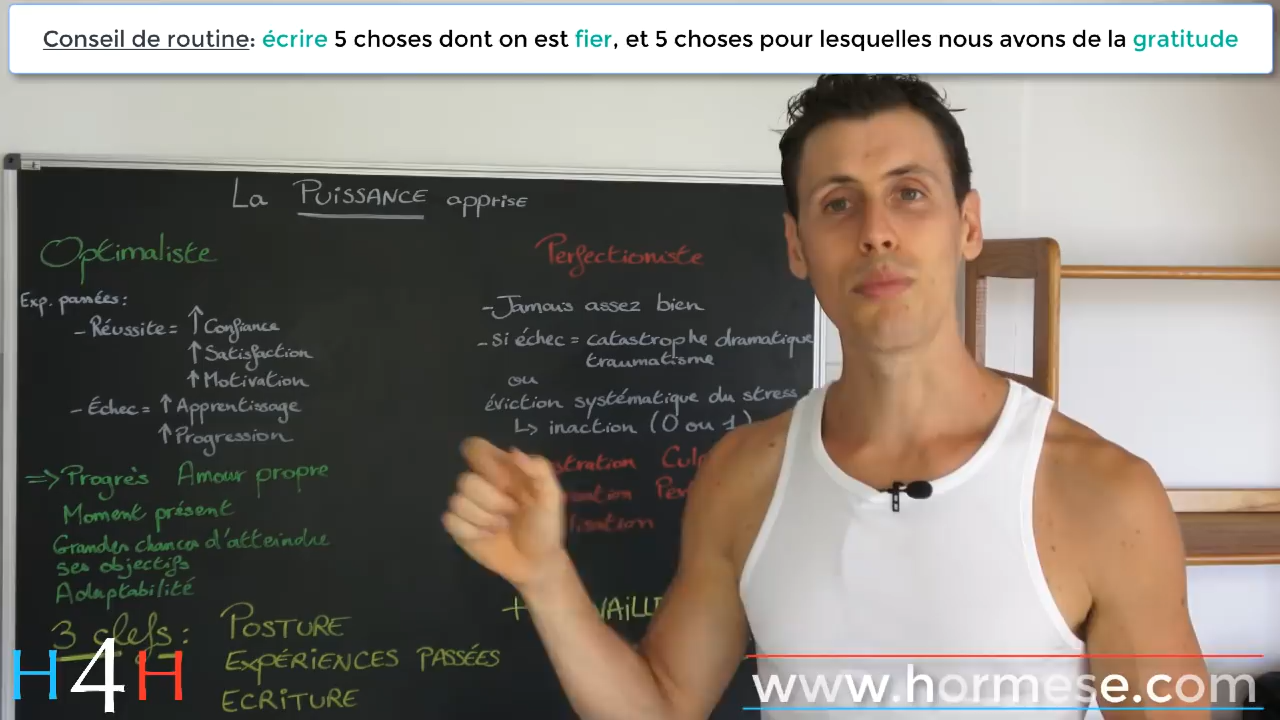 Conseil de routine: écrire 5 choses dont on est fier, et 5 choses pour lesquelles nous avons de la gratitude
La PUISSANCE apprise
Optimaliste
Exp. passées:
- Réussite = ↑ Confiance
↑ Satisfaction
↑ Motivation
- Échec = ↑ Apprentissage
↑ Progression
=> Progrès Amour propre
Moment présent
Grandes chances d'atteindre
ses objectifs
Adaptabilité
3 clefs: POSTURE
EXPÉRIENCES PASSÉES
ECRITURE
Perfectioniste
- Jamais assez bien
- si échec = catastrophe dramatique
traumatisme
ou
éviction systématique du stress
↳ inaction (0 ou 1)
H4H
www.hormese.com